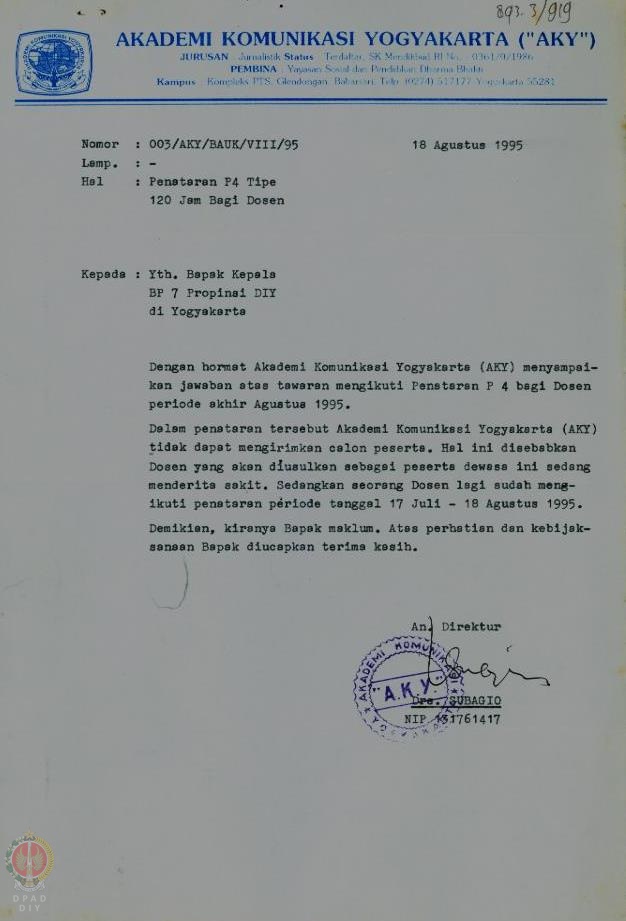 893.3/919
AKADEMI KOMUNIKASI YOGYAKARTA ("AKY")
JURUSAN : Jurnalistik Status : Terdaftar, SK Mendikbud RI No. : 0361/0/1986
PEMBINA : Yayasan Sosial dan Pendidikan Dharma Bhakti
Kampus : Kompleks PTS, Glendongan, Babarsari, Telp. (0274) 517177 Yogyakarta 55281
Nomor : 003/AKY/BAUK/VIII/95 18 Agustus 1995
Lamp. : -
Hal : Penataran P4 Tipe
120 Jam Bagi Dosen
Kepada : Yth. Bapak Kepala
BP 7 Propinsi DIY
di Yogyakarta
Dengan hormat Akademi Komunikasi Yogyakarta (AKY) menyampai-
kan jawaban atas tawaran mengikuti Penataran P 4 bagi Dosen
periode akhir Agustus 1995.
Dalam penataran tersebut Akademi Komunikasi Yogyakarta (AKY)
tidak dapat mengirimkan calon peserta. Hal ini disebabkan
Dosen yang akan diusulkan sebagai peserta dewasa ini sedang
menderita sakit. Sedangkan seorang Dosen lagi sudah meng-
ikuti penataran période tanggal 17 Juli - 18 Agustus 1995.
Demikian, kiranya Bapak maklum. Atas perhatian dan kebijak-
sanaan Bapak diucapkan terima kasih.
An. Direktur
AKADEMI KOMUNIKASI
"A.K.Y."
YOGYAKARTA
Drs. SUBAGIO
NIP. 131761417
DPAD
DIY